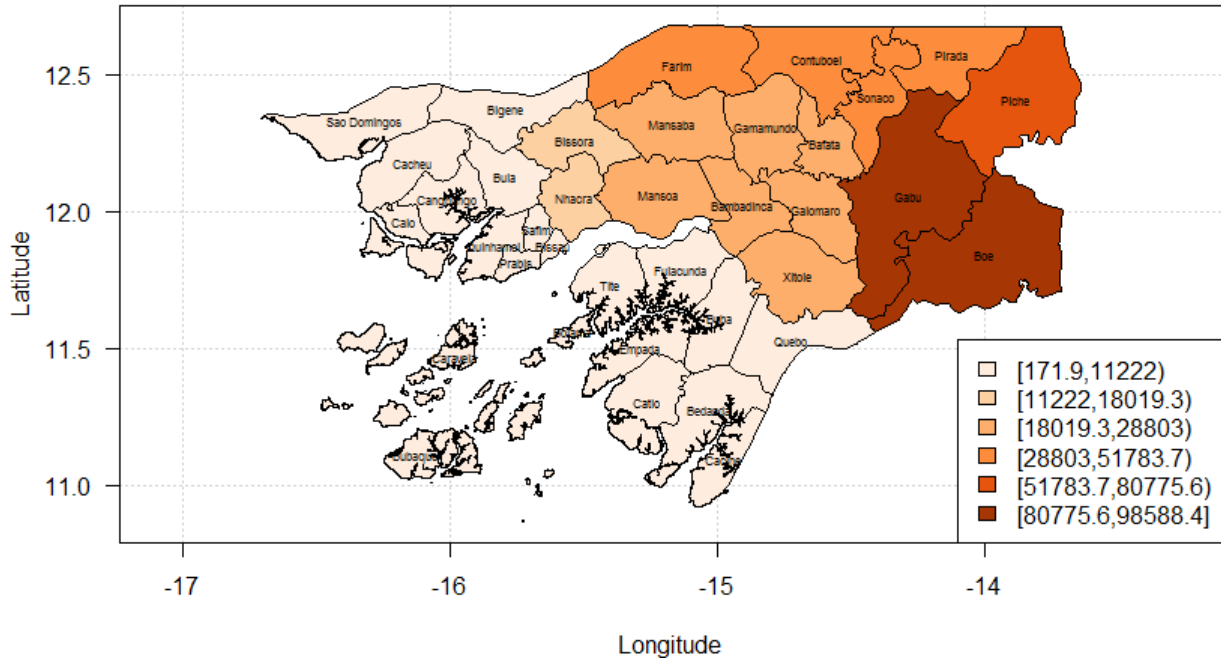 Latitude
12.5
12.0
11.5
11.0
Farim
Contuboel
Pirada
Sonaco
Piche
Sao Domingos
Bigene
Bissora
Mansaba
Gamamundo
Bafata
Cacheu
Bula
Nhacra
Mansoa
Bambadinca
Galomaro
Gabu
Boe
Caio
Safim
Bissau
Prabis
Fulacunda
Tite
Xitole
Buba
Quebo
Empada
Caravela
Catio
Bedanda
Bubaque
Cacine
[171.9,11222)
[11222,18019.3)
[18019.3,28803)
[28803,51783.7)
[51783.7,80775.6)
[80775.6,98588.4]
-17
-16
-15
-14
Longitude